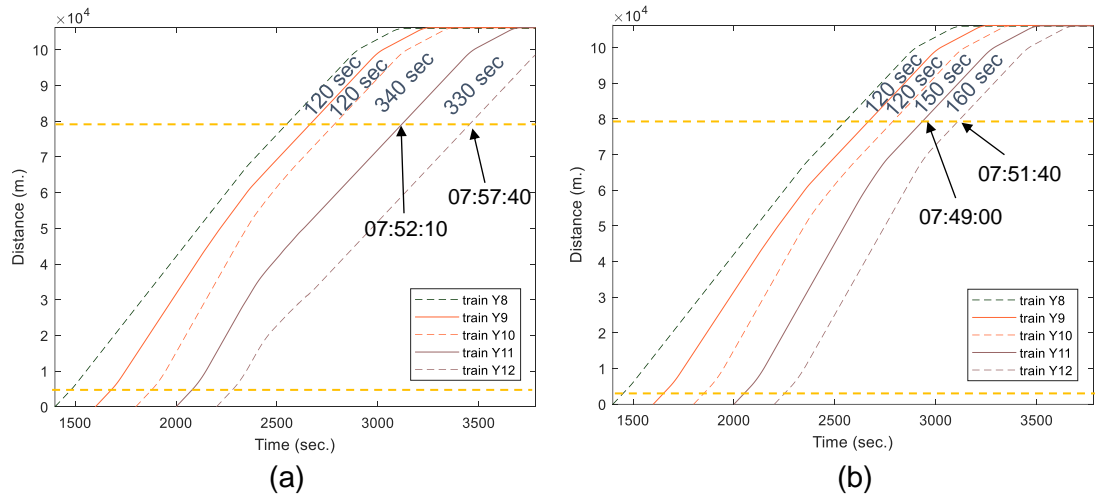 ×10⁴
10
9
8
7
6
5
4
3
2
1
0
Distance (m.)
1500
2000
2500
3000
3500
Time (sec.)
120 sec
120 sec
340 sec
330 sec
07:57:40
07:52:10
train Y8
train Y9
train Y10
train Y11
train Y12
(a)
×10⁴
10
9
8
7
6
5
4
3
2
1
0
Distance (m.)
1500
2000
2500
3000
3500
Time (sec.)
120 sec
120 sec
150 sec
160 sec
07:51:40
07:49:00
train Y8
train Y9
train Y10
train Y11
train Y12
(b)